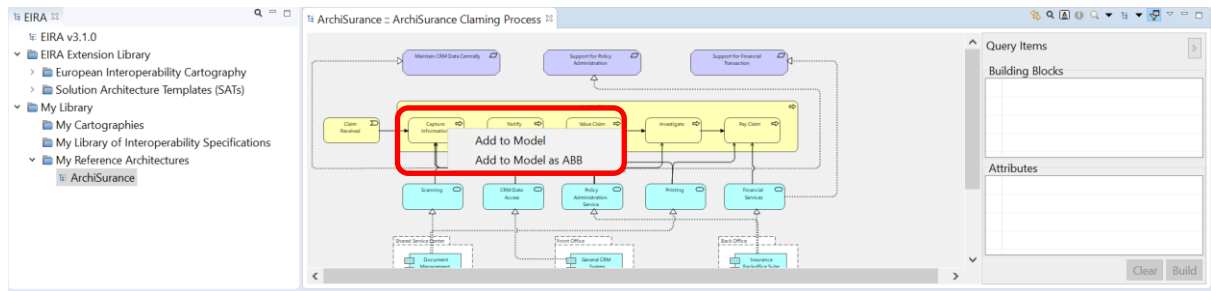 EIRA
EIRA v3.1.0
EIRA Extension Library
European Interoperability Cartography
Solution Architecture Templates (SATs)
My Library
My Cartographies
My Library of Interoperability Specifications
My Reference Architectures
ArchiSurance
ArchiSurance :: ArchiSurance Claming Process
Maintain CRM Data Centrally
Support for Policy
Administration
Support for Financial
Transaction
Claim
Received
Capture
Information
Notify
Value Claim
Investigate
Pay Claim
Add to Model
Add to Model as ABB
Scanning
CRM Data
Access
Policy
Administration
Service
Printing
Financial
Services
Shared Service Center
Document
Management
Front Office
General CRM
System
Back Office
Insurance
Backoffice Suite
Query Items
Building Blocks
Attributes
Clear
Build